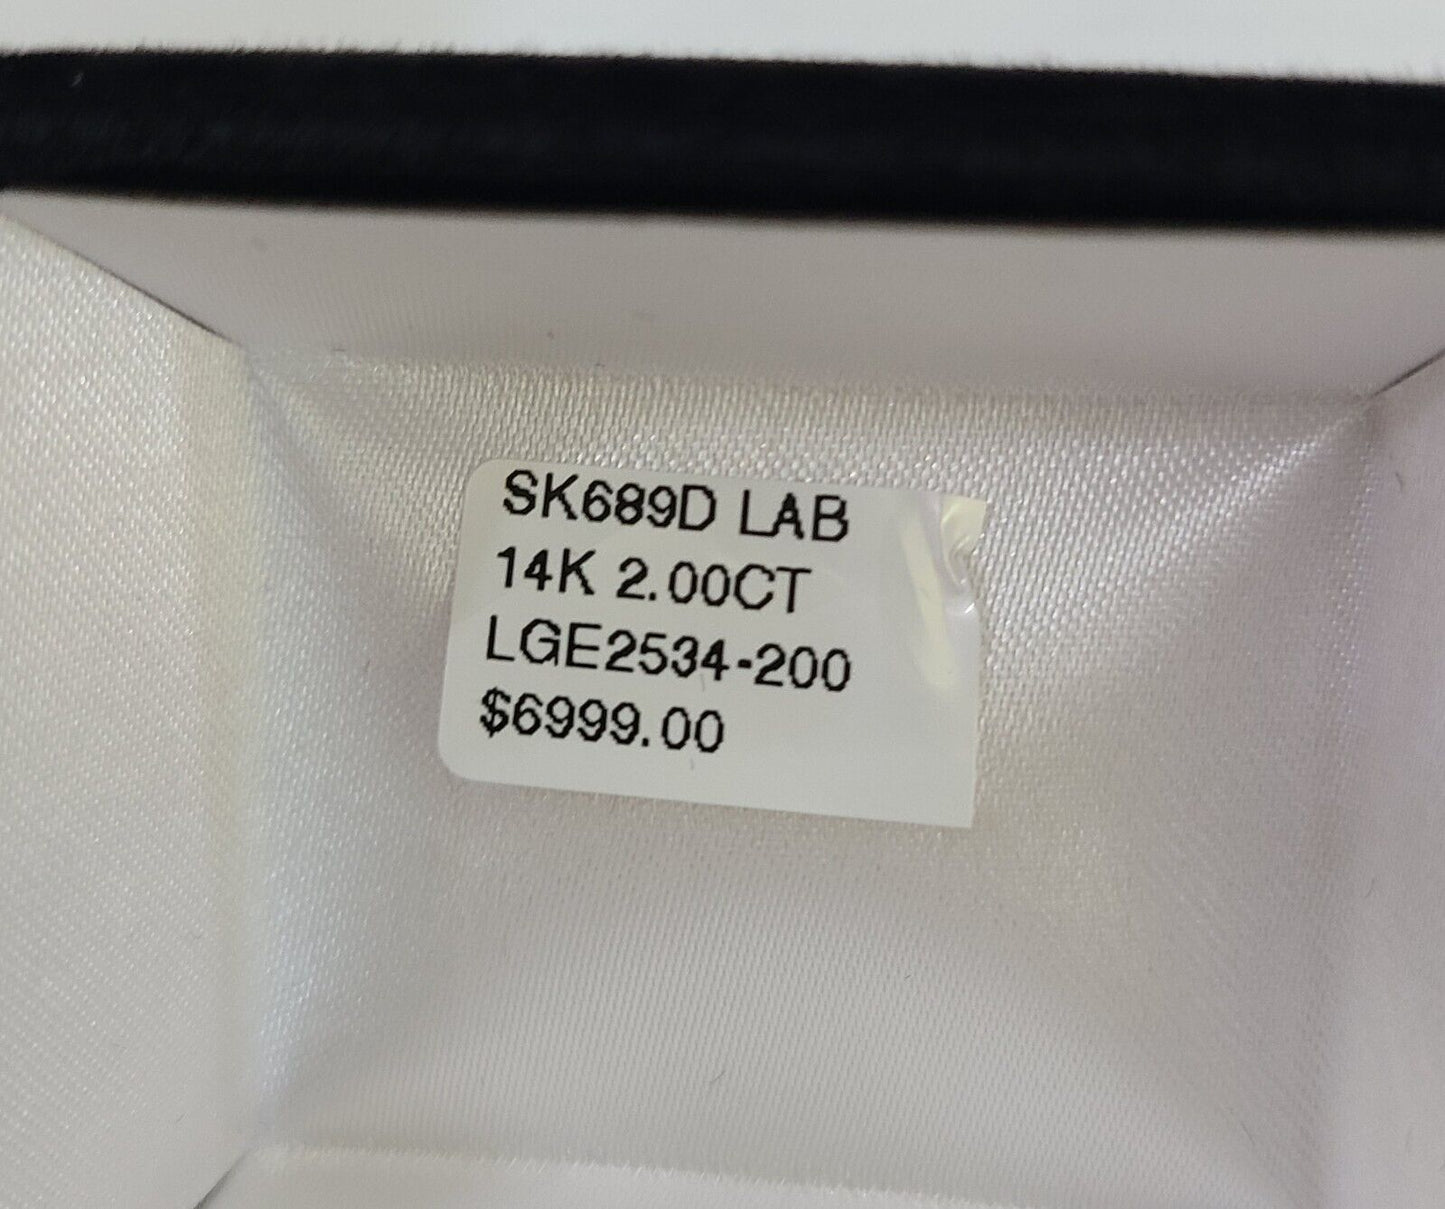 SK689D LAB
14K 2.00CT
LGE2534-200
$6999.00